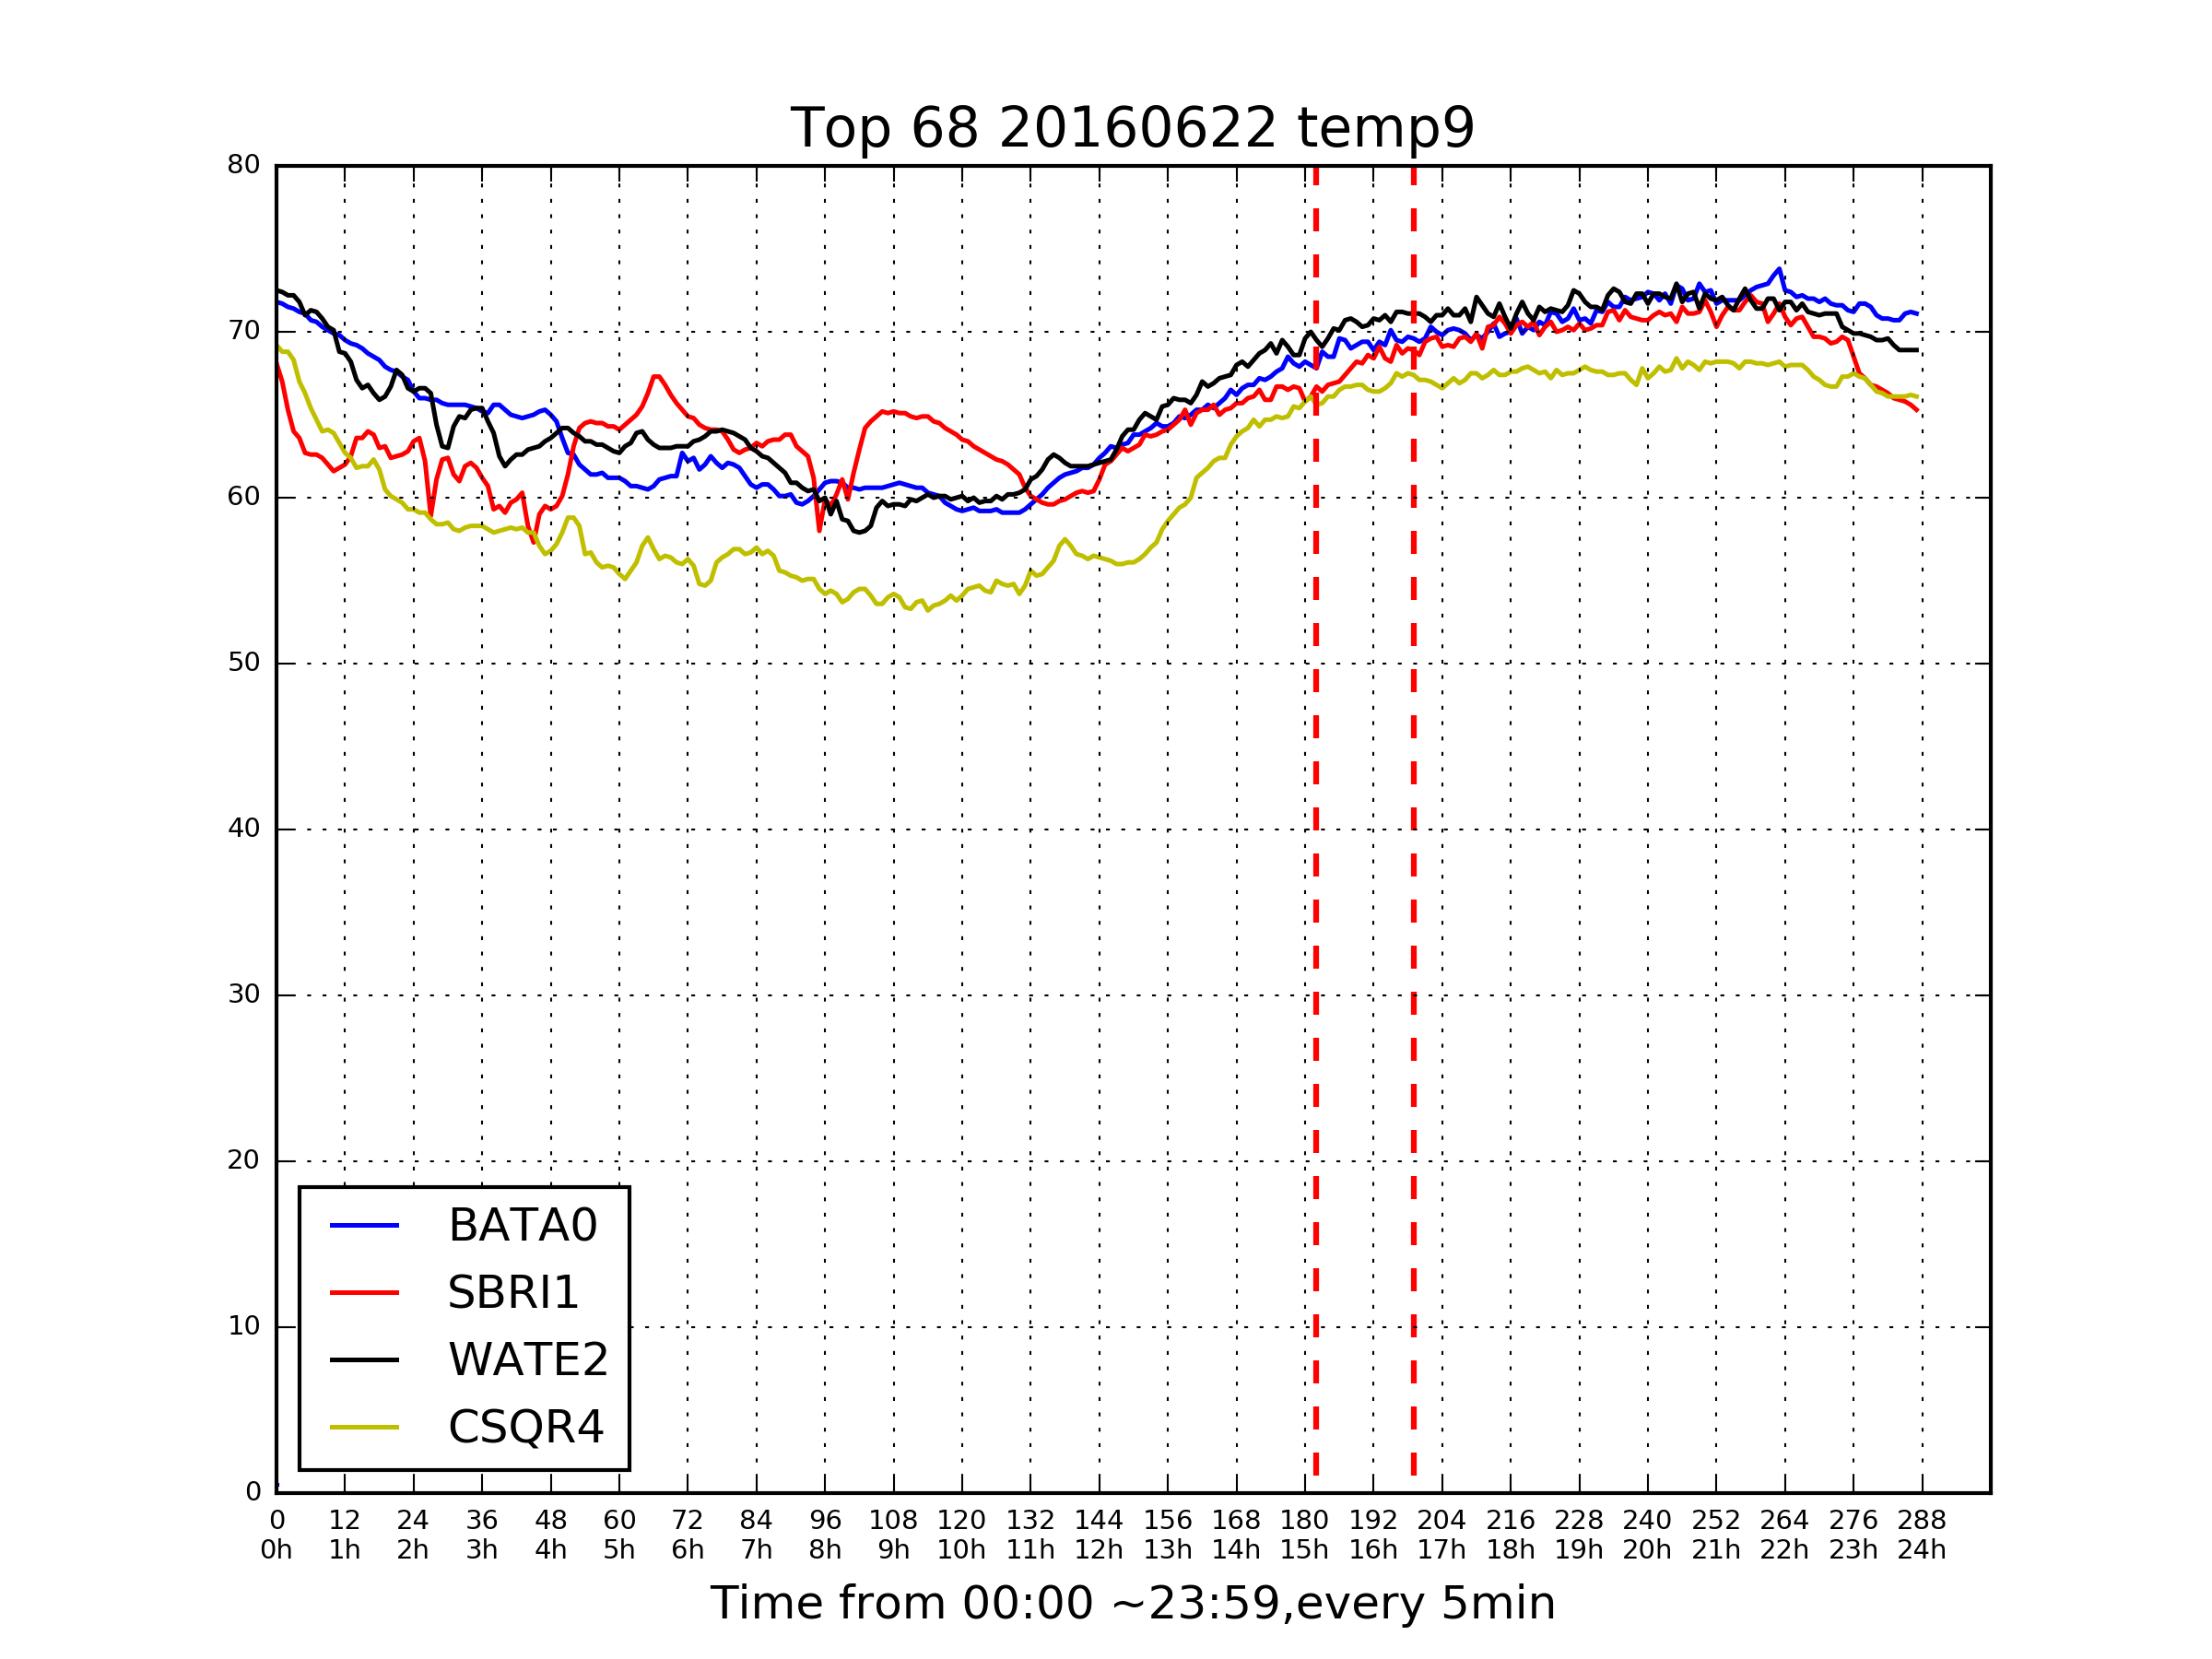 Top 68 20160622 temp9
80
70
60
50
40
30
20
10
0
BATA0
SBRI1
WATE2
CSQR4
0 12 24 36 48 60 72 84 96 108 120 132 144 156 168 180 192 204 216 228 240 252 264 276 288
0h 1h 2h 3h 4h 5h 6h 7h 8h 9h 10h 11h 12h 13h 14h 15h 16h 17h 18h 19h 20h 21h 22h 23h 24h
Time from 00:00 ~23:59,every 5min